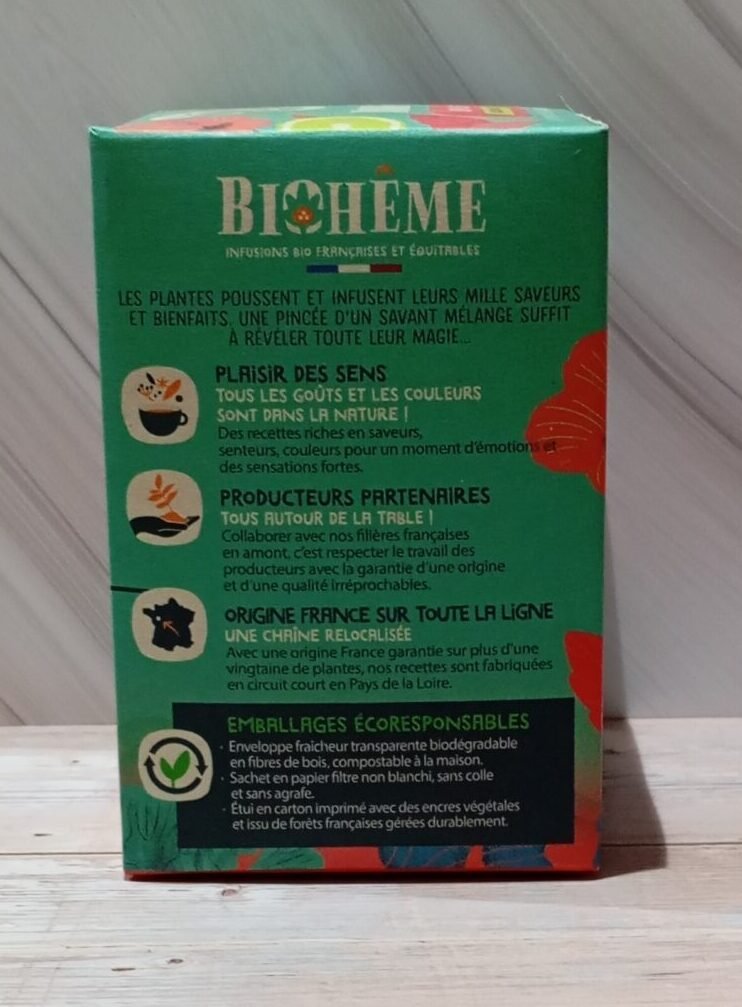 BIOHÊME
INFUSIONS BIO FRANÇAISES ET ÉQUITABLES
LES PLANTES POUSSENT ET INFUSENT LEURS MILLE SAVEURS
ET BIENFAITS, UNE PINCÉE D'UN SAVANT MÉLANGE SUFFIT
À RÉVÉLER TOUTE LEUR MAGIE...
PLAISIR DES SENS
TOUS LES GOÛTS ET LES COULEURS
SONT DANS LA NATURE !
Des recettes riches en saveurs,
senteurs, couleurs pour un moment d'émotions et
des sensations fortes.
PRODUCTEURS PARTENAIRES
TOUS AUTOUR DE LA TABLE !
Collaborer avec nos filières françaises
en amont, c'est respecter le travail des
producteurs avec la garantie d'une origine
et d'une qualité irréprochables.
ORIGINE FRANCE SUR TOUTE LA LIGNE
UNE CHAÎNE RELOCALISÉE
Avec une origine France garantie sur plus d'une
vingtaine de plantes, nos recettes sont fabriquées
en circuit court en Pays de la Loire.
EMBALLAGES ÉCORESPONSABLES
· Enveloppe fraicheur transparente biodégradable
en fibres de bois, compostable à la maison.
· Sachet en papier filtre non blanchi, sans colle
et sans agrafe.
· Étui en carton imprimé avec des encres végétales
et issu de forêts françaises gérées durablement.